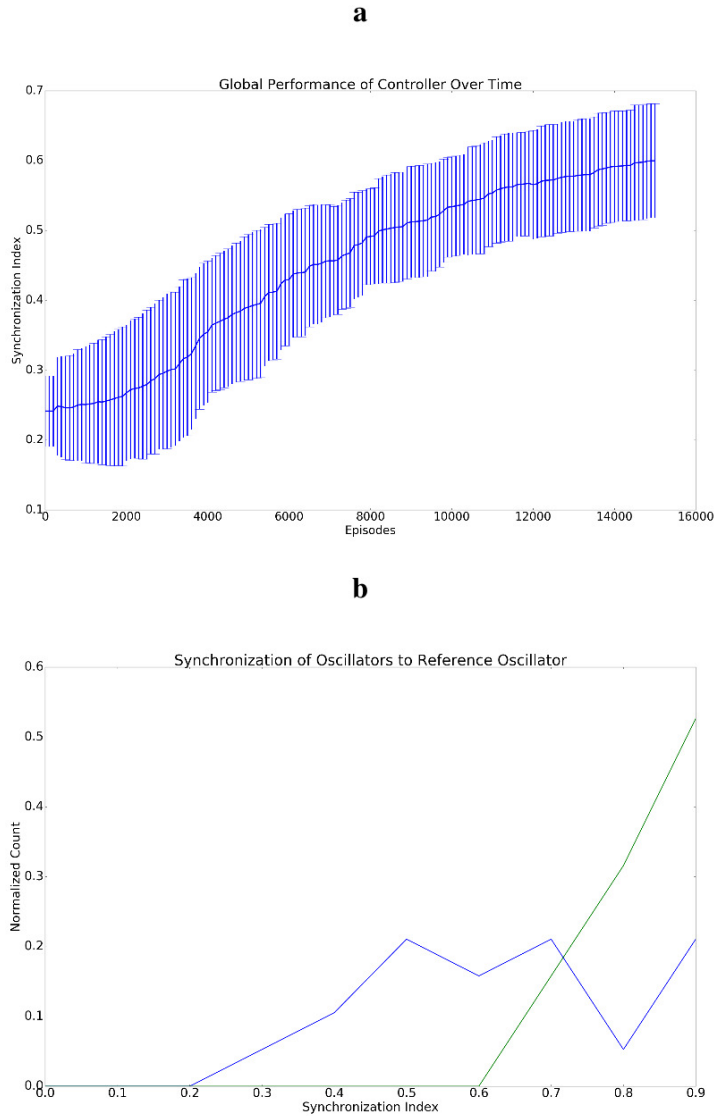 a
Global Performance of Controller Over Time
0.7
0.6
0.5
0.4
0.3
0.2
0.1
Synchronization Index
0 2000 4000 6000 8000 10000 12000 14000 16000
Episodes
b
Synchronization of Oscillators to Reference Oscillator
0.6
0.5
0.4
0.3
0.2
0.1
0.0
Normalized Count
0.0 0.1 0.2 0.3 0.4 0.5 0.6 0.7 0.8 0.9
Synchronization Index